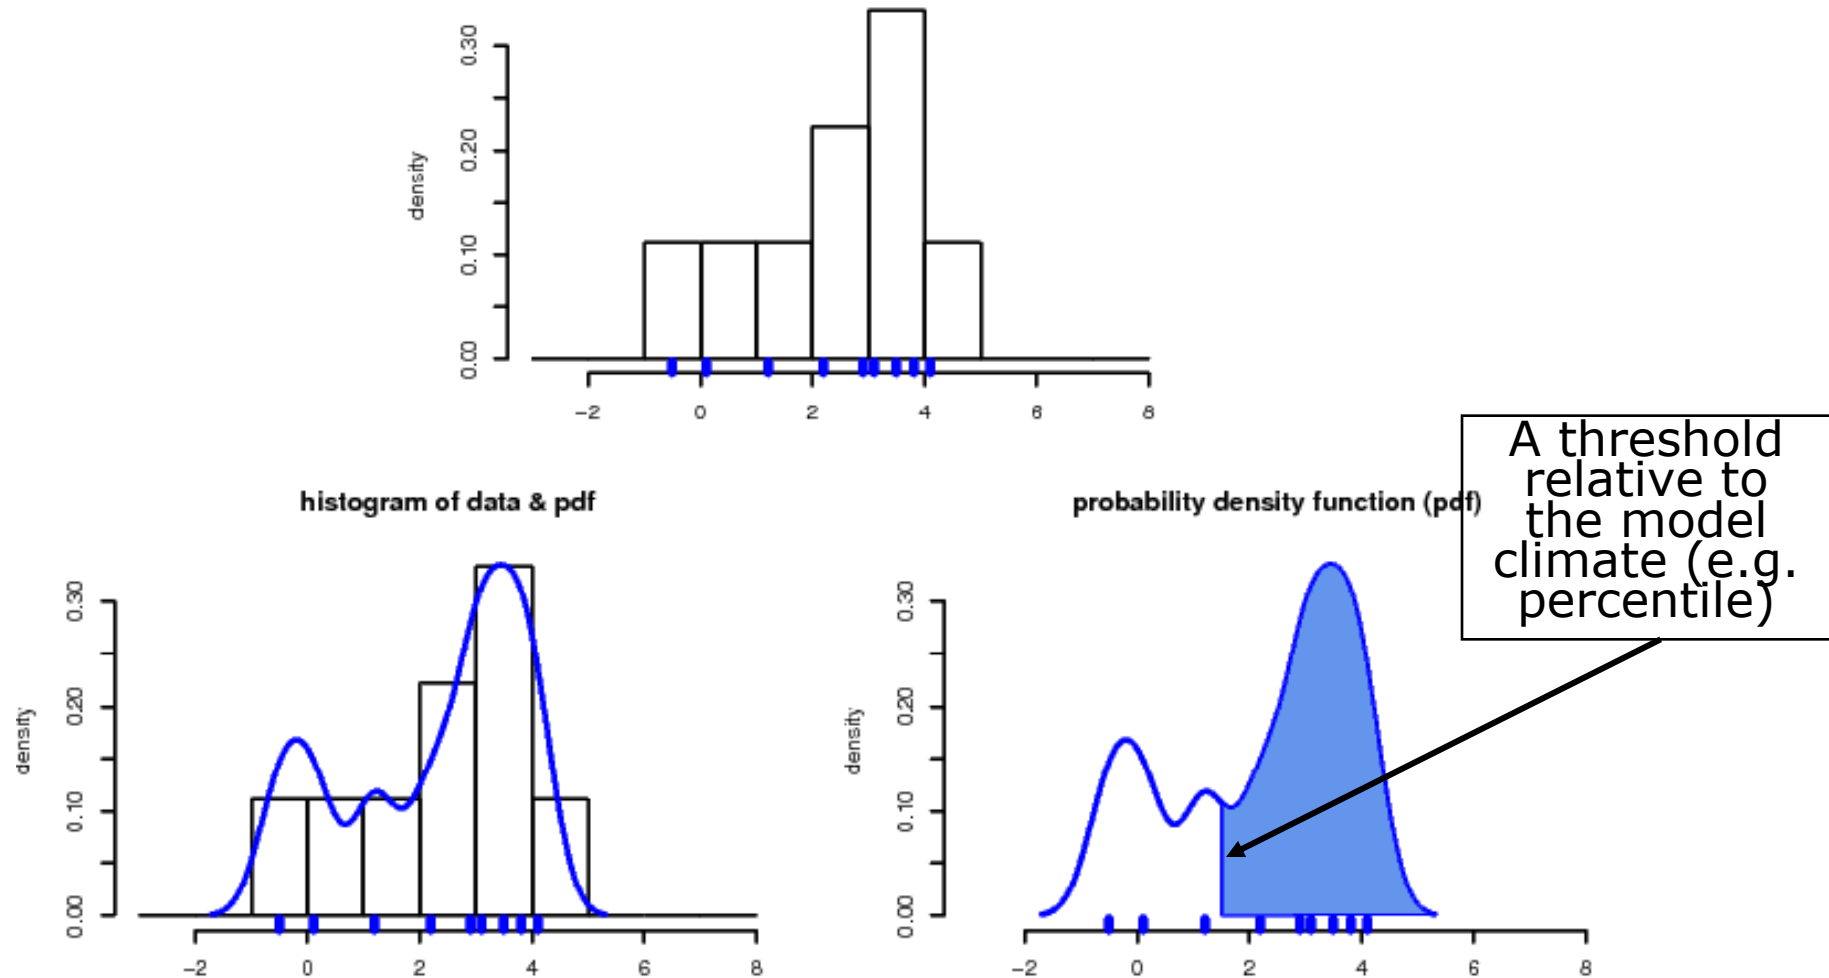 0.30
0.20
0.10
0.00
density
−2 0 2 4 6 8
A threshold
relative to
the model
climate (e.g.
percentile)
histogram of data & pdf
0.30
0.20
0.10
0.00
density
−2 0 2 4 6 8
probability density function (pdf)
0.30
0.20
0.10
0.00
density
−2 0 2 4 6 8